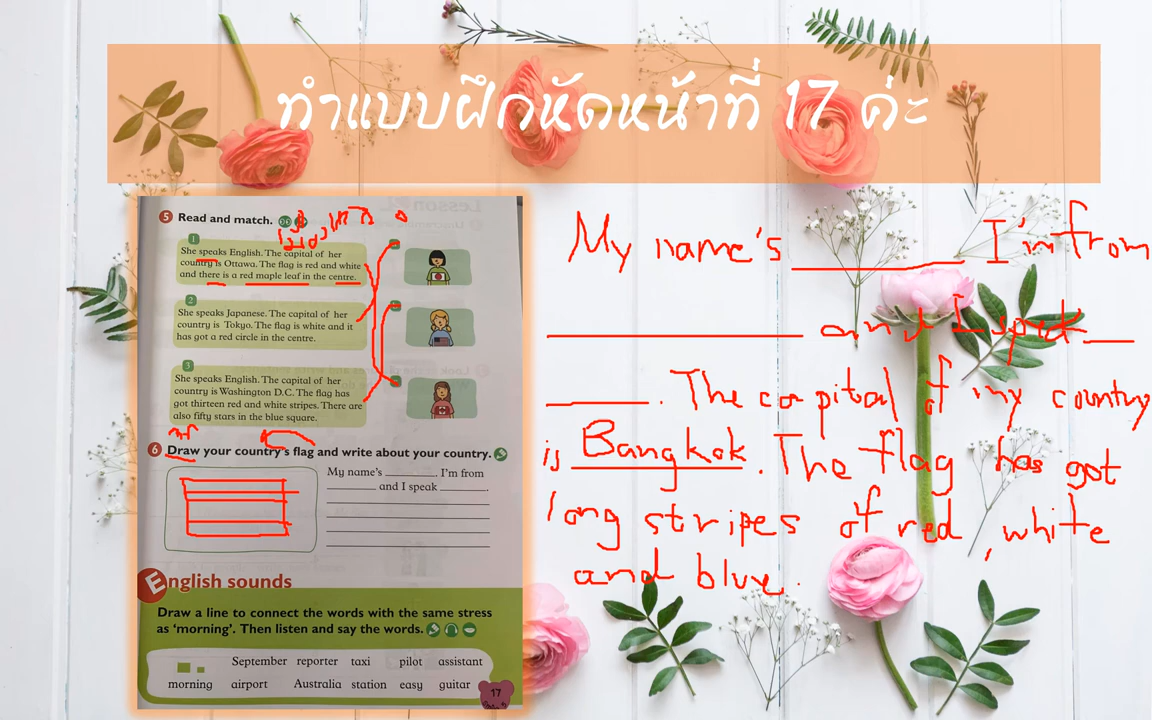 ทำแบบฝึกหัดหน้าที่ 17 ค่ะ
5 Read and match.
1
She speaks English. The capital of her
country is Ottawa. The flag is red and white
and there is a red maple leaf in the centre.
2
She speaks Japanese. The capital of her
country is Tokyo. The flag is white and it
has got a red circle in the centre.
3
She speaks English. The capital of her
country is Washington D.C. The flag has
got thirteen red and white stripes. There are
also fifty stars in the blue square.
6 Draw your country's flag and write about your country.
My name's ________. I'm from
________ and I speak ________.
English sounds
Draw a line to connect the words with the same stress
as 'morning'. Then listen and say the words.
September reporter taxi pilot assistant
morning airport Australia station easy guitar
17
My name's ________ I'm from
________ and I speak __
____. The capital of my country
is Bangkok. The flag has got
long stripes of red, white
and blue.